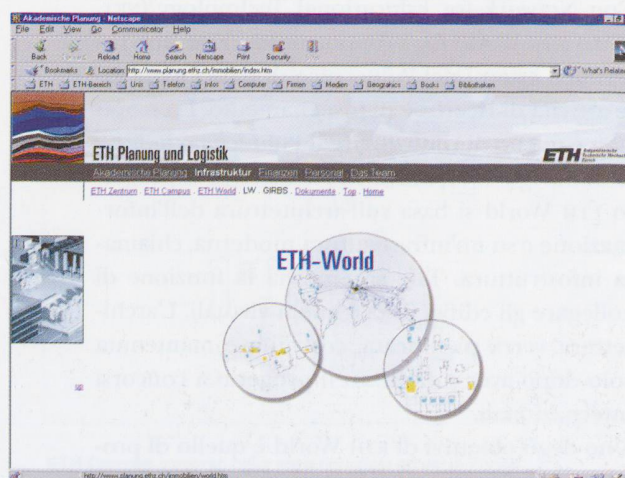 Akademische Planung - Netscape
File Edit View Go Communicator Help
Back Reload Home Search Netscape Print Security
Bookmarks Location http://www.planung.ethz.ch/immobilien/index.htm What's Related
ETH ETH-Bereich Unix Telefon Infos Computer Firmen Medien Geographics Books Bibliotheken
ETH Planung und Logistik
ETH
Akademische Planung Infrastruktur Finanzen Personal Das Team
ETH Zentrum . ETH Campus . ETH World . LW . GIRBS . Dokumente . Top . Home
ETH-World
http://www.planung.ethz.ch/immobilien/world.htm